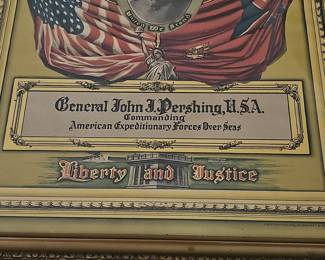 General John J. Pershing, U.S.A.
Commanding
American Expeditionary Forces Over Seas
Liberty and Justice